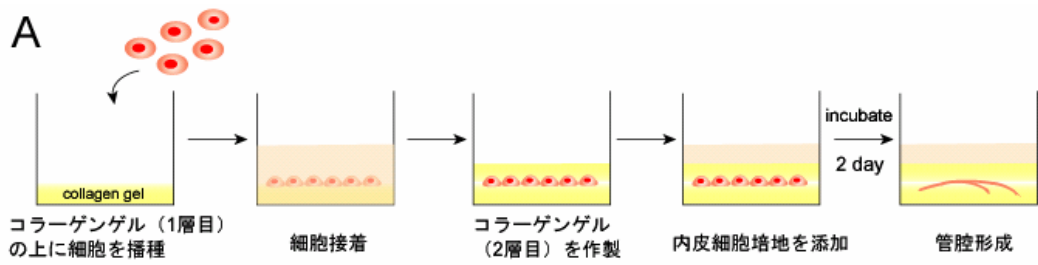 A
incubate
2 day
collagen gel
コラーゲンゲル（1層目）
の上に細胞を播種
細胞接着
コラーゲンゲル
（2層目）を作製
内皮細胞培地を添加
管腔形成